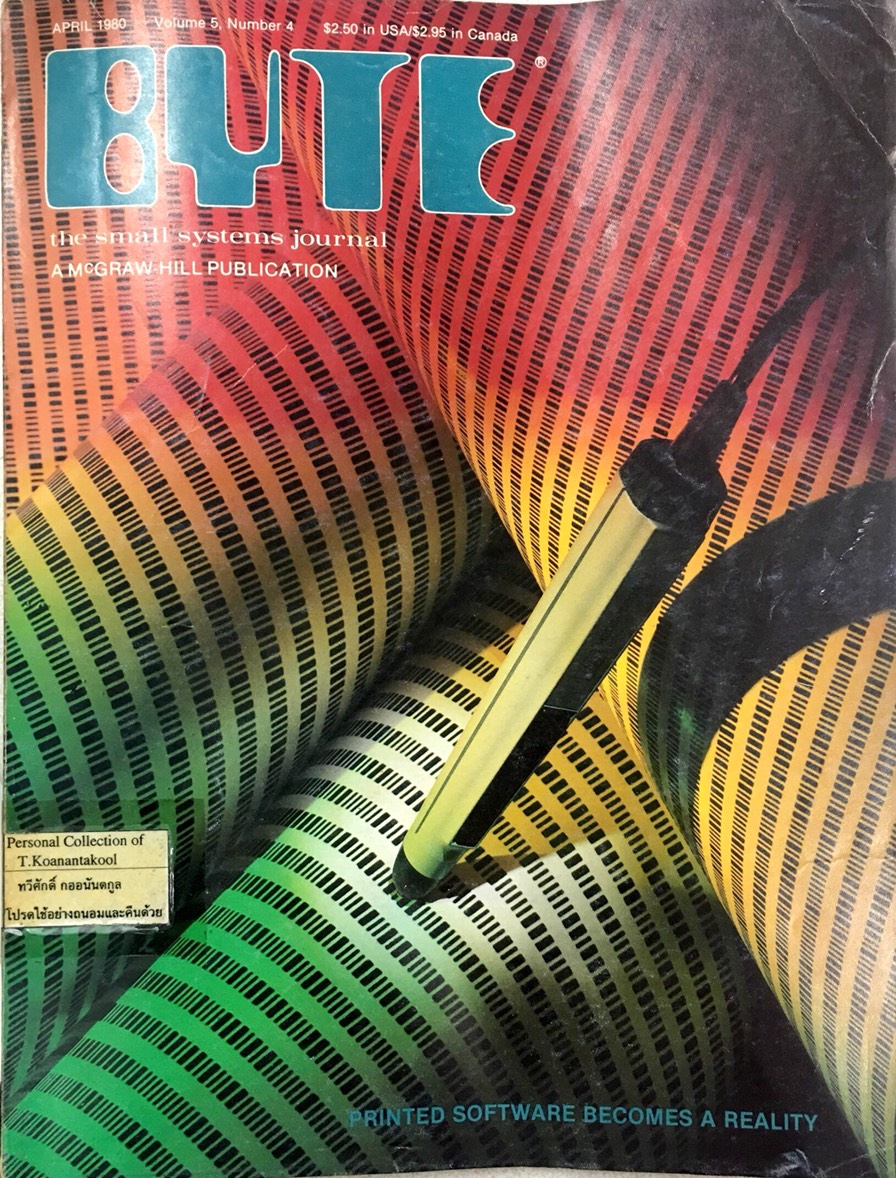 APRIL 1980 Volume 5, Number 4 $2.50 in USA/$2.95 in Canada
BYTE®
the small systems journal
A McGRAW-HILL PUBLICATION
Personal Collection of
T.Koanantakool
ทวีศักดิ์ กออนันตกูล
โปรดใช้อย่างถนอมและคืนด้วย
PRINTED SOFTWARE BECOMES A REALITY